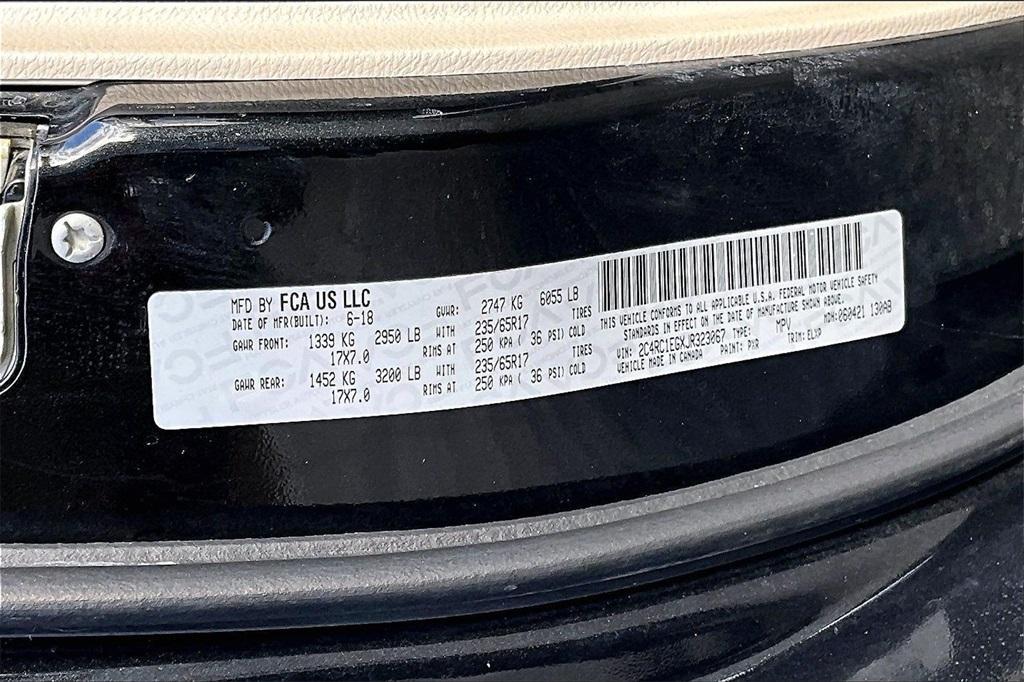 MFD BY FCA US LLC
DATE OF MFR(BUILT): 6-18
GVWR: 2747 KG 6055 LB
GAWR FRONT: 1339 KG 2950 LB WITH 235/65R17 TIRES
17X7.0 RIMS AT 250 KPA ( 36 PSI) COLD
GAWR REAR: 1452 KG 3200 LB WITH 235/65R17 TIRES
17X7.0 RIMS AT 250 KPA ( 36 PSI) COLD
THIS VEHICLE CONFORMS TO ALL APPLICABLE U.S.A. FEDERAL MOTOR VEHICLE SAFETY
STANDARDS IN EFFECT ON THE DATE OF MANUFACTURE SHOWN ABOVE.
VIN: 2C4RC1EGXJR323067 TYPE: MPV MDH: 060421 130AB
VEHICLE MADE IN CANADA PAINT: PXR TRIM: ELXP